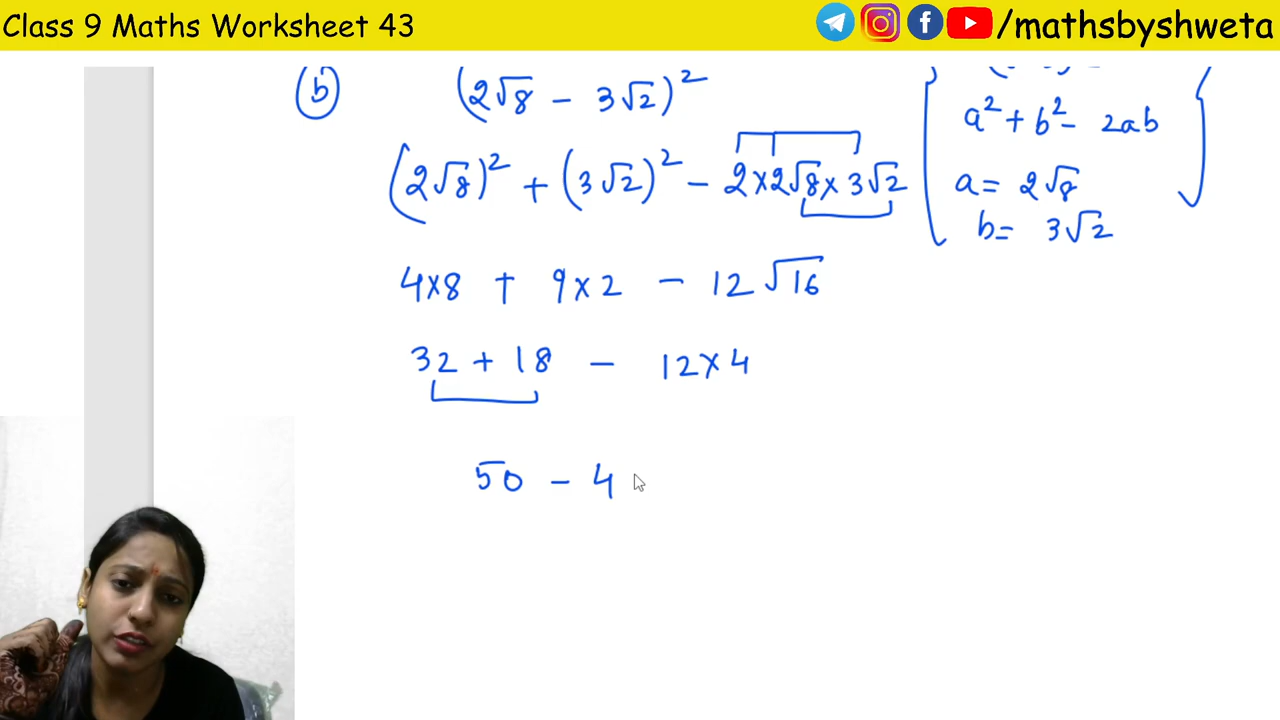 Class 9 Maths Worksheet 43
/mathsbyshweta
(b) (2√8 - 3√2)²
a² + b² - 2ab
(2√8)² + (3√2)² - 2×2√8×3√2
a = 2√8
b = 3√2
4×8 + 9×2 - 12√16
32 + 18 - 12×4
50 - 4